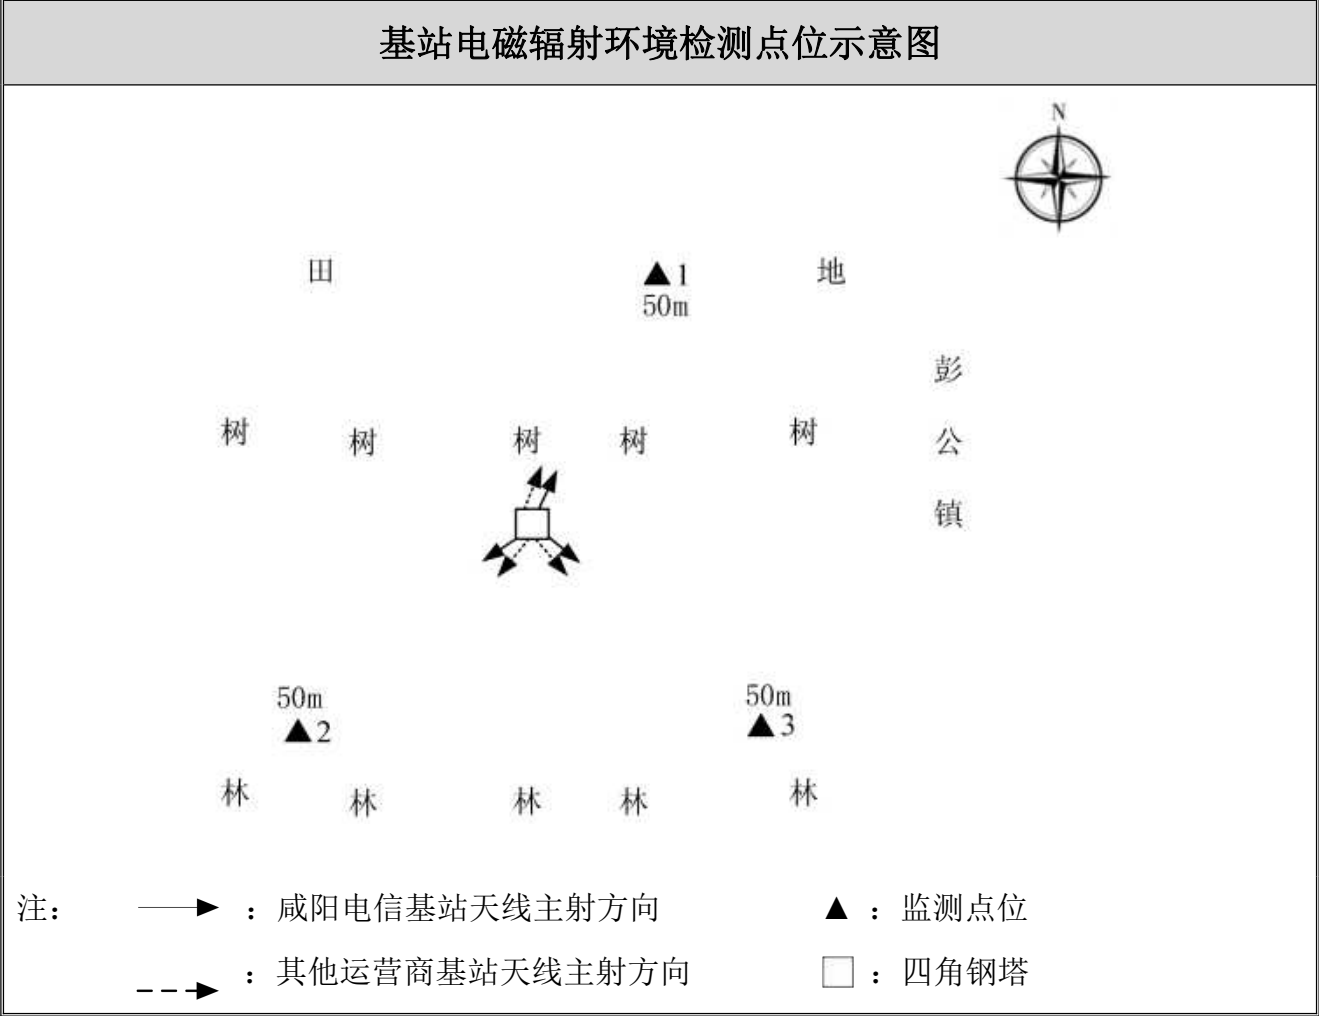 基站电磁辐射环境检测点位示意图
N
田 ▲1 地
50m
彭
公
镇
树 树 树 树 树
50m 50m
▲2 ▲3
林 林 林 林 林
注: :咸阳电信基站天线主射方向 ▲:监测点位
:其他运营商基站天线主射方向 □:四角钢塔